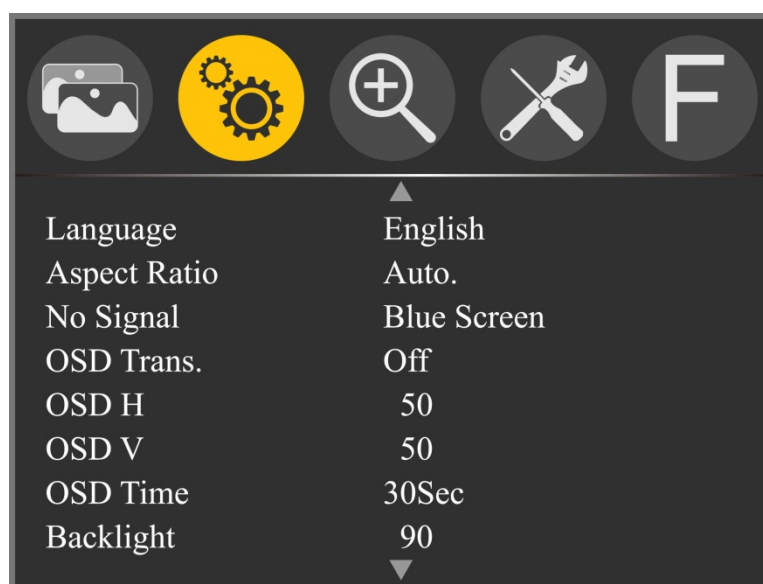 F
Language English
Aspect Ratio Auto.
No Signal Blue Screen
OSD Trans. Off
OSD H 50
OSD V 50
OSD Time 30Sec
Backlight 90